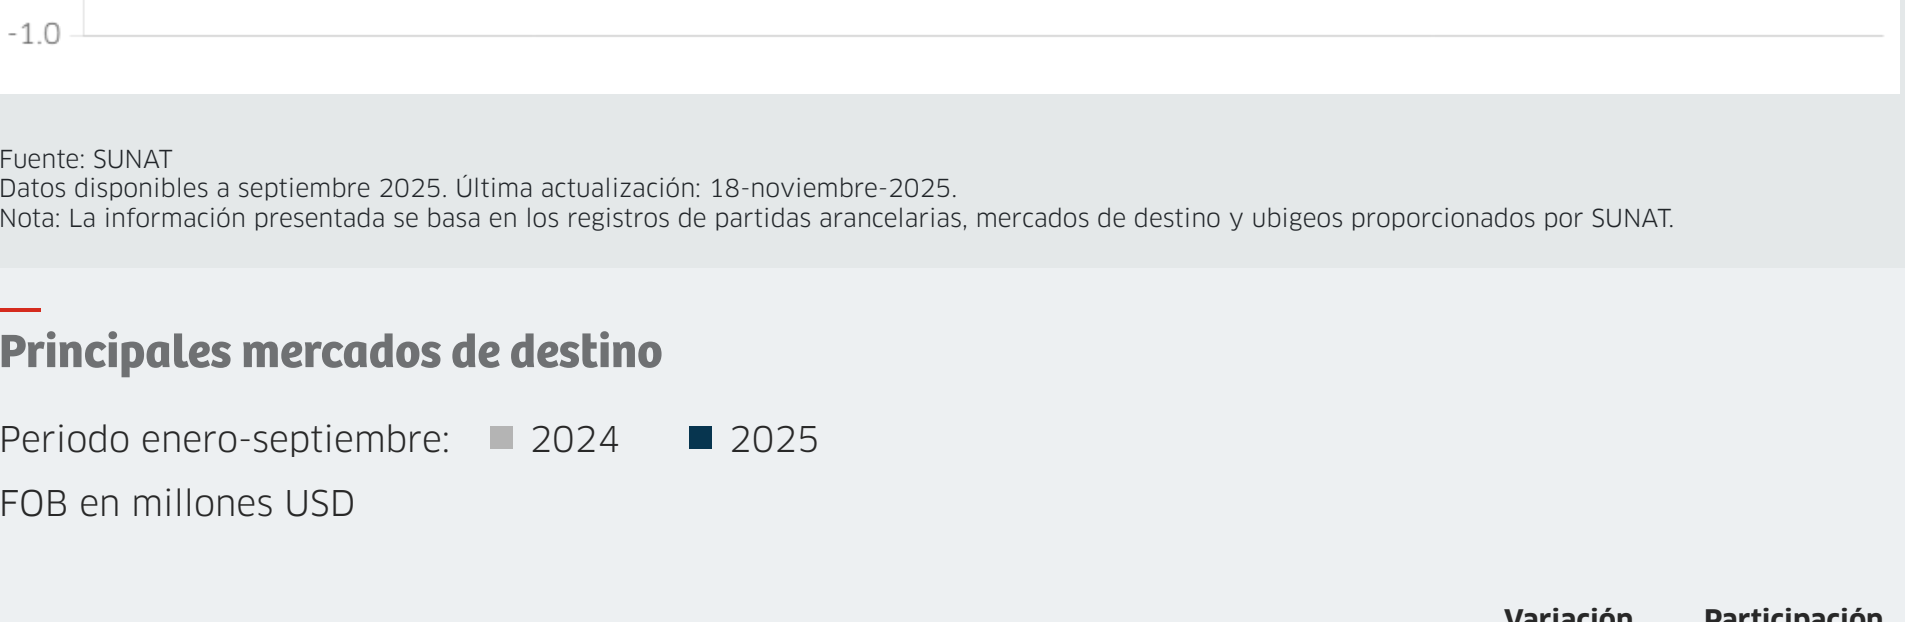 -1.0
Fuente: SUNAT
Datos disponibles a septiembre 2025. Última actualización: 18-noviembre-2025.
Nota: La información presentada se basa en los registros de partidas arancelarias, mercados de destino y ubigeos proporcionados por SUNAT.
Principales mercados de destino
Periodo enero-septiembre: 2024 2025
FOB en millones USD
Variación Participación